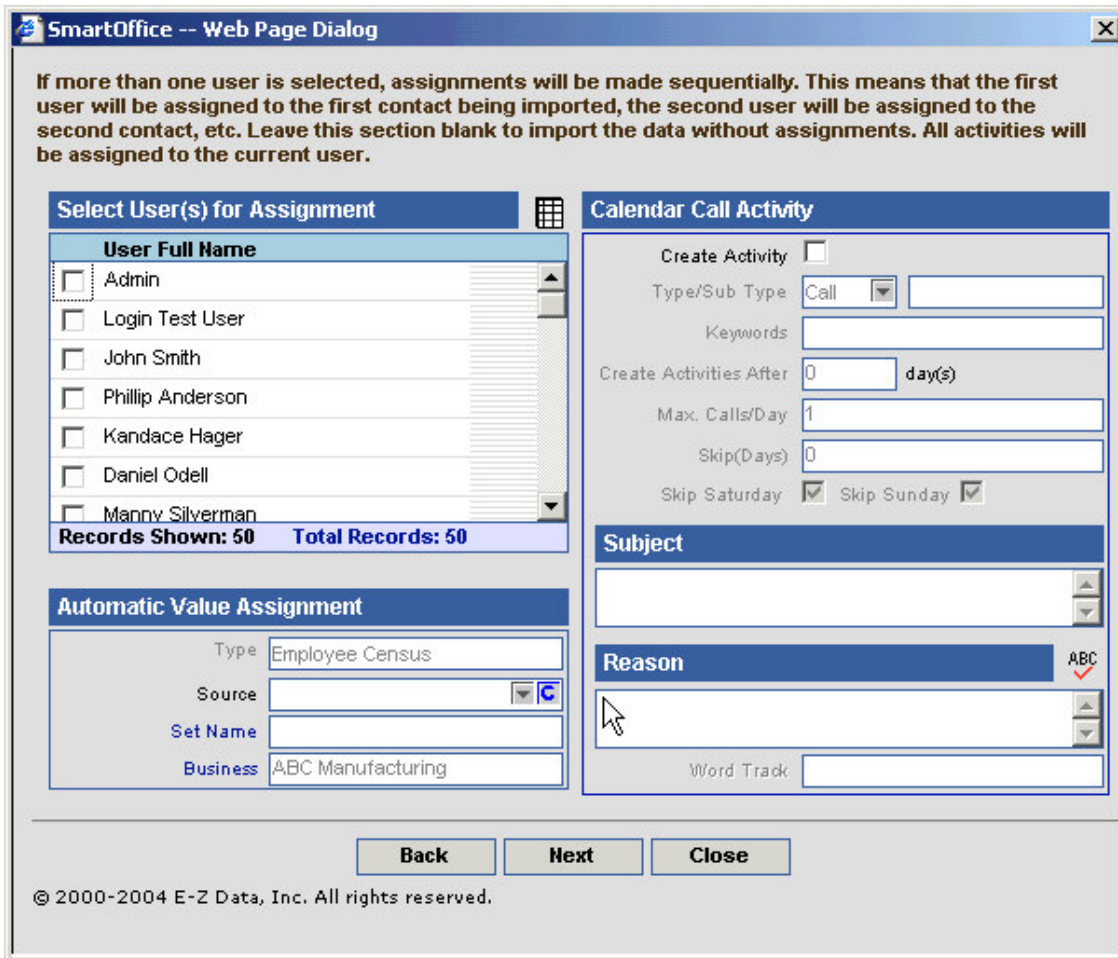 SmartOffice -- Web Page Dialog
If more than one user is selected, assignments will be made sequentially. This means that the first
user will be assigned to the first contact being imported, the second user will be assigned to the
second contact, etc. Leave this section blank to import the data without assignments. All activities will
be assigned to the current user.
Select User(s) for Assignment
User Full Name
Admin
Login Test User
John Smith
Phillip Anderson
Kandace Hager
Daniel Odell
Manny Silverman
Records Shown: 50 Total Records: 50
Automatic Value Assignment
Type Employee Census
Source C
Set Name
Business ABC Manufacturing
Calendar Call Activity
Create Activity
Type/Sub Type Call
Keywords
Create Activities After 0 day(s)
Max. Calls/Day 1
Skip(Days) 0
Skip Saturday Skip Sunday
Subject
Reason ABC
Word Track
Back Next Close
© 2000-2004 E-Z Data, Inc. All rights reserved.